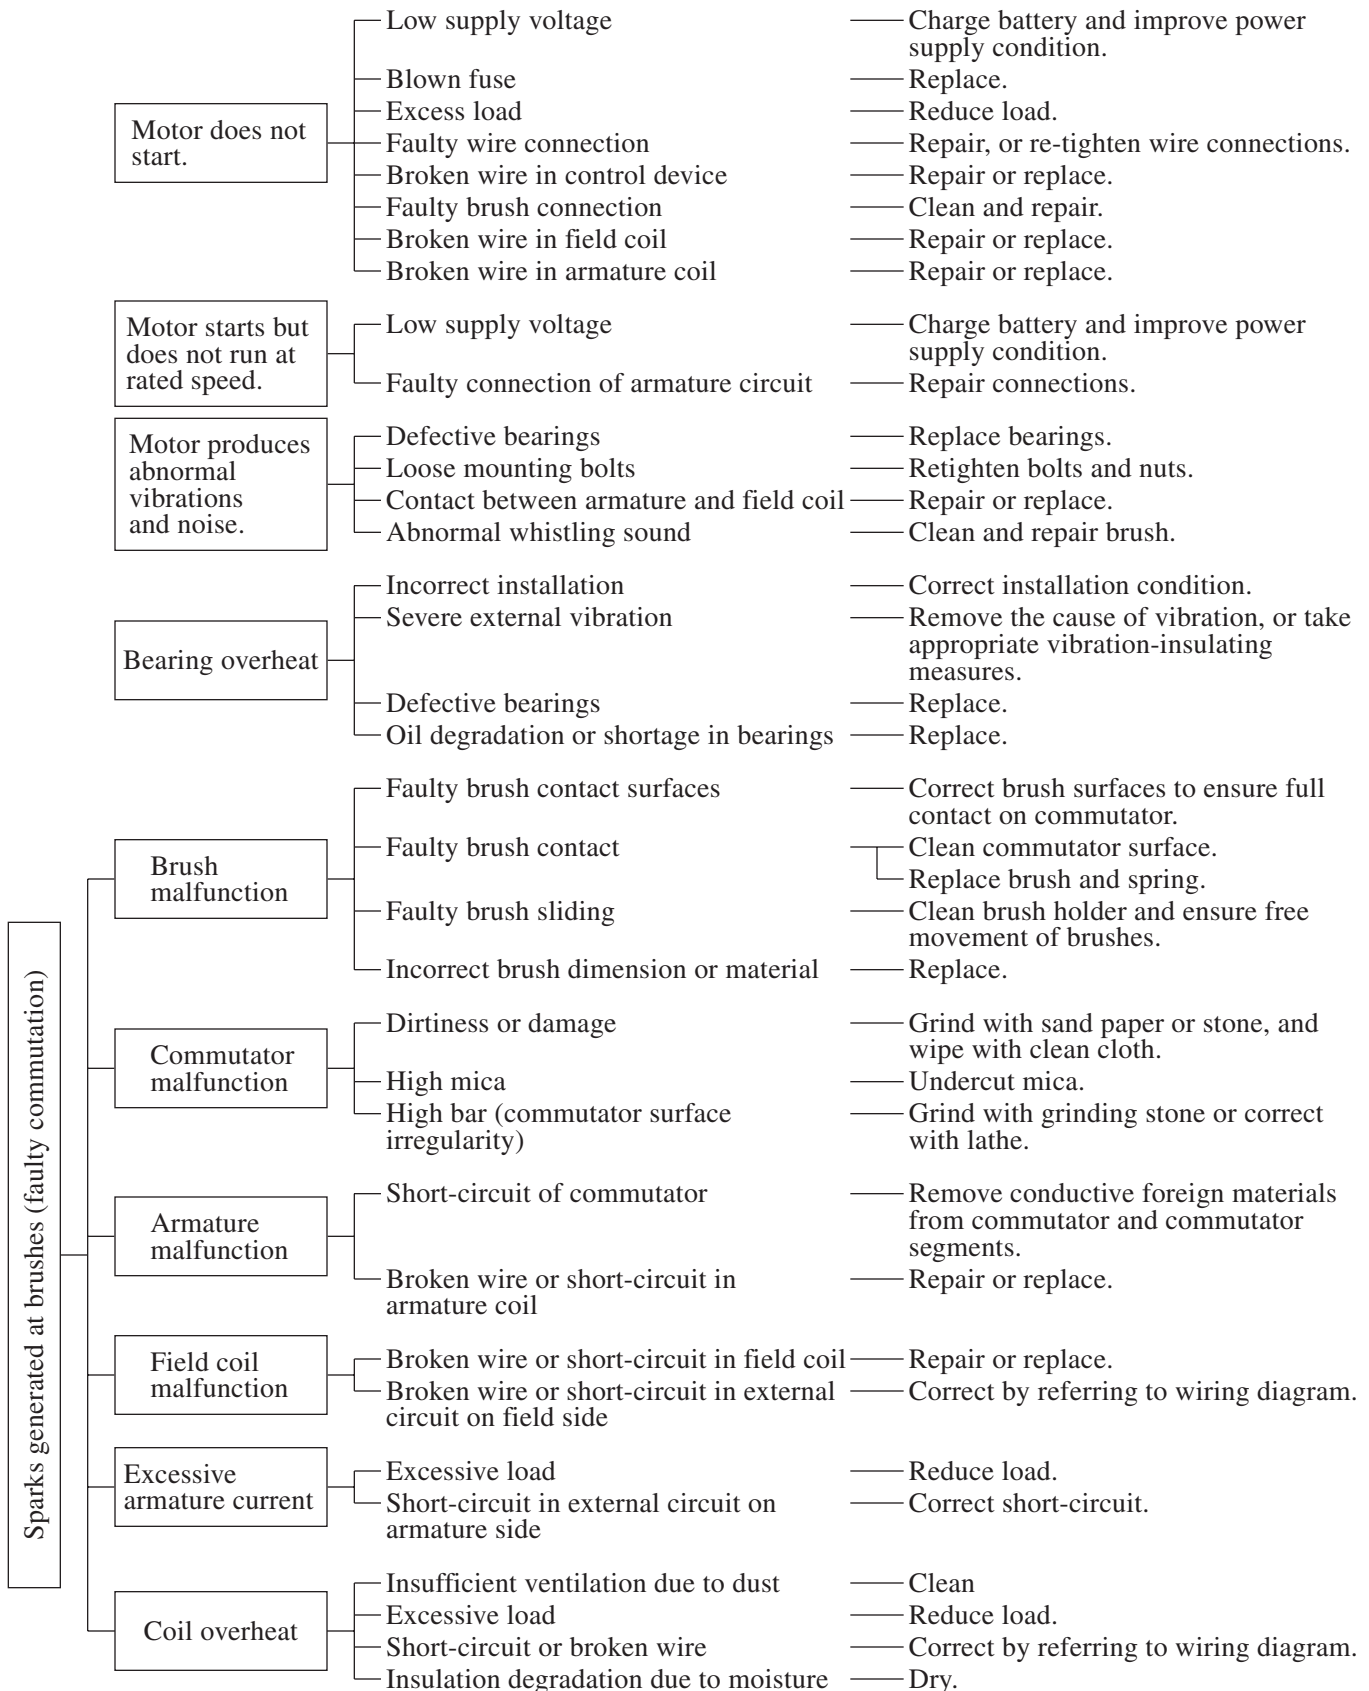 Low supply voltage
Charge battery and improve power
supply condition.
Blown fuse
Replace.
Motor does not
start.
Excess load
Reduce load.
Faulty wire connection
Repair, or re-tighten wire connections.
Broken wire in control device
Repair or replace.
Faulty brush connection
Clean and repair.
Broken wire in field coil
Repair or replace.
Broken wire in armature coil
Repair or replace.
Motor starts but
does not run at
rated speed.
Low supply voltage
Charge battery and improve power
supply condition.
Faulty connection of armature circuit
Repair connections.
Motor produces
abnormal
vibrations
and noise.
Defective bearings
Replace bearings.
Loose mounting bolts
Retighten bolts and nuts.
Contact between armature and field coil
Repair or replace.
Abnormal whistling sound
Clean and repair brush.
Bearing overheat
Incorrect installation
Correct installation condition.
Severe external vibration
Remove the cause of vibration, or take
appropriate vibration-insulating
measures.
Defective bearings
Replace.
Oil degradation or shortage in bearings
Replace.
Sparks generated at brushes (faulty commutation)
Brush
malfunction
Faulty brush contact surfaces
Correct brush surfaces to ensure full
contact on commutator.
Faulty brush contact
Clean commutator surface.
Replace brush and spring.
Faulty brush sliding
Clean brush holder and ensure free
movement of brushes.
Incorrect brush dimension or material
Replace.
Commutator
malfunction
Dirtiness or damage
Grind with sand paper or stone, and
wipe with clean cloth.
High mica
Undercut mica.
High bar (commutator surface
irregularity)
Grind with grinding stone or correct
with lathe.
Armature
malfunction
Short-circuit of commutator
Remove conductive foreign materials
from commutator and commutator
segments.
Broken wire or short-circuit in
armature coil
Repair or replace.
Field coil
malfunction
Broken wire or short-circuit in field coil
Repair or replace.
Broken wire or short-circuit in external
circuit on field side
Correct by referring to wiring diagram.
Excessive
armature current
Excessive load
Reduce load.
Short-circuit in external circuit on
armature side
Correct short-circuit.
Coil overheat
Insufficient ventilation due to dust
Clean
Excessive load
Reduce load.
Short-circuit or broken wire
Correct by referring to wiring diagram.
Insulation degradation due to moisture
Dry.